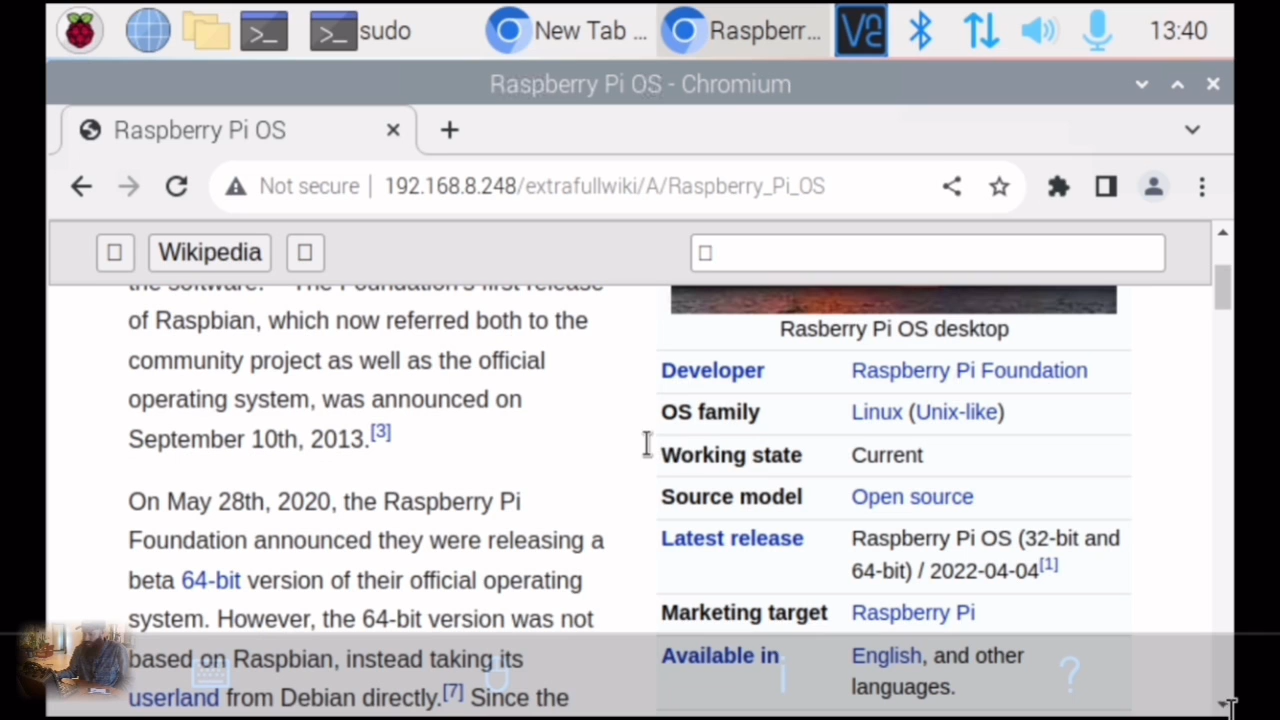 sudo
New Tab ...
Raspberr...
13:40
Raspberry Pi OS - Chromium
Raspberry Pi OS
Not secure
192.168.8.248/extrafullwiki/A/Raspberry_Pi_OS
Wikipedia
the software. The Foundation's first release
of Raspbian, which now referred both to the
community project as well as the official
operating system, was announced on
September 10th, 2013.[3]
On May 28th, 2020, the Raspberry Pi
Foundation announced they were releasing a
beta 64-bit version of their official operating
system. However, the 64-bit version was not
based on Raspbian, instead taking its
userland from Debian directly.[7] Since the
Rasberry Pi OS desktop
Developer Raspberry Pi Foundation
OS family Linux (Unix-like)
Working state Current
Source model Open source
Latest release Raspberry Pi OS (32-bit and
64-bit) / 2022-04-04[1]
Marketing target Raspberry Pi
Available in English, and other
languages.